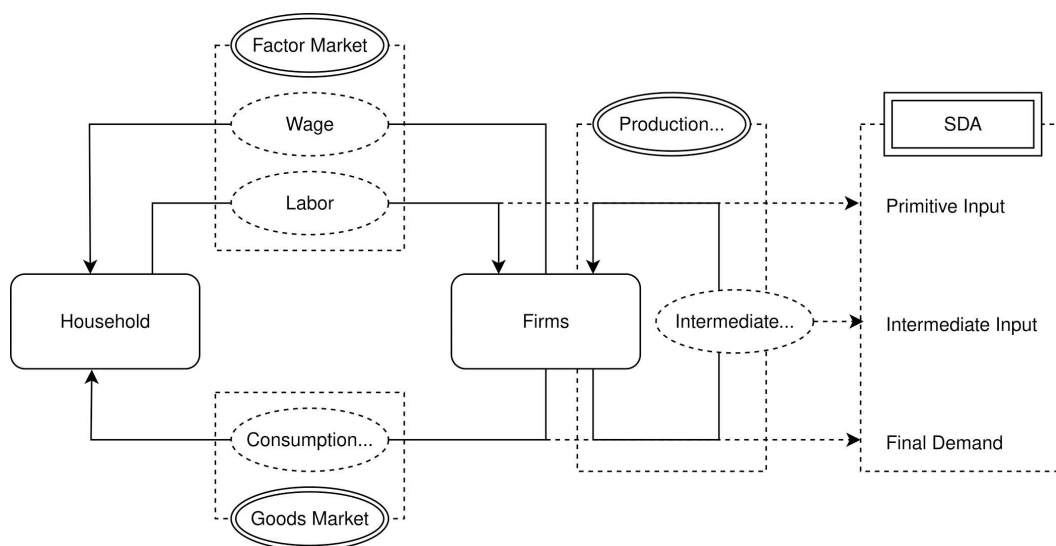 Factor Market
Wage
Production...
SDA
Labor
Primitive Input
Household
Firms
Intermediate...
Intermediate Input
Consumption...
Final Demand
Goods Market